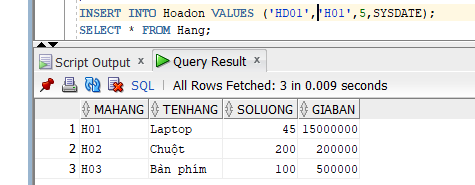 INSERT INTO Hoadon VALUES ('HD01','H01',5,SYSDATE);
SELECT * FROM Hang;
Script Output × Query Result ×
SQL | All Rows Fetched: 3 in 0.009 seconds
MAHANG TENHANG SOLUONG GIABAN
1 H01 Laptop 45 15000000
2 H02 Chuột 200 200000
3 H03 Bàn phím 100 500000